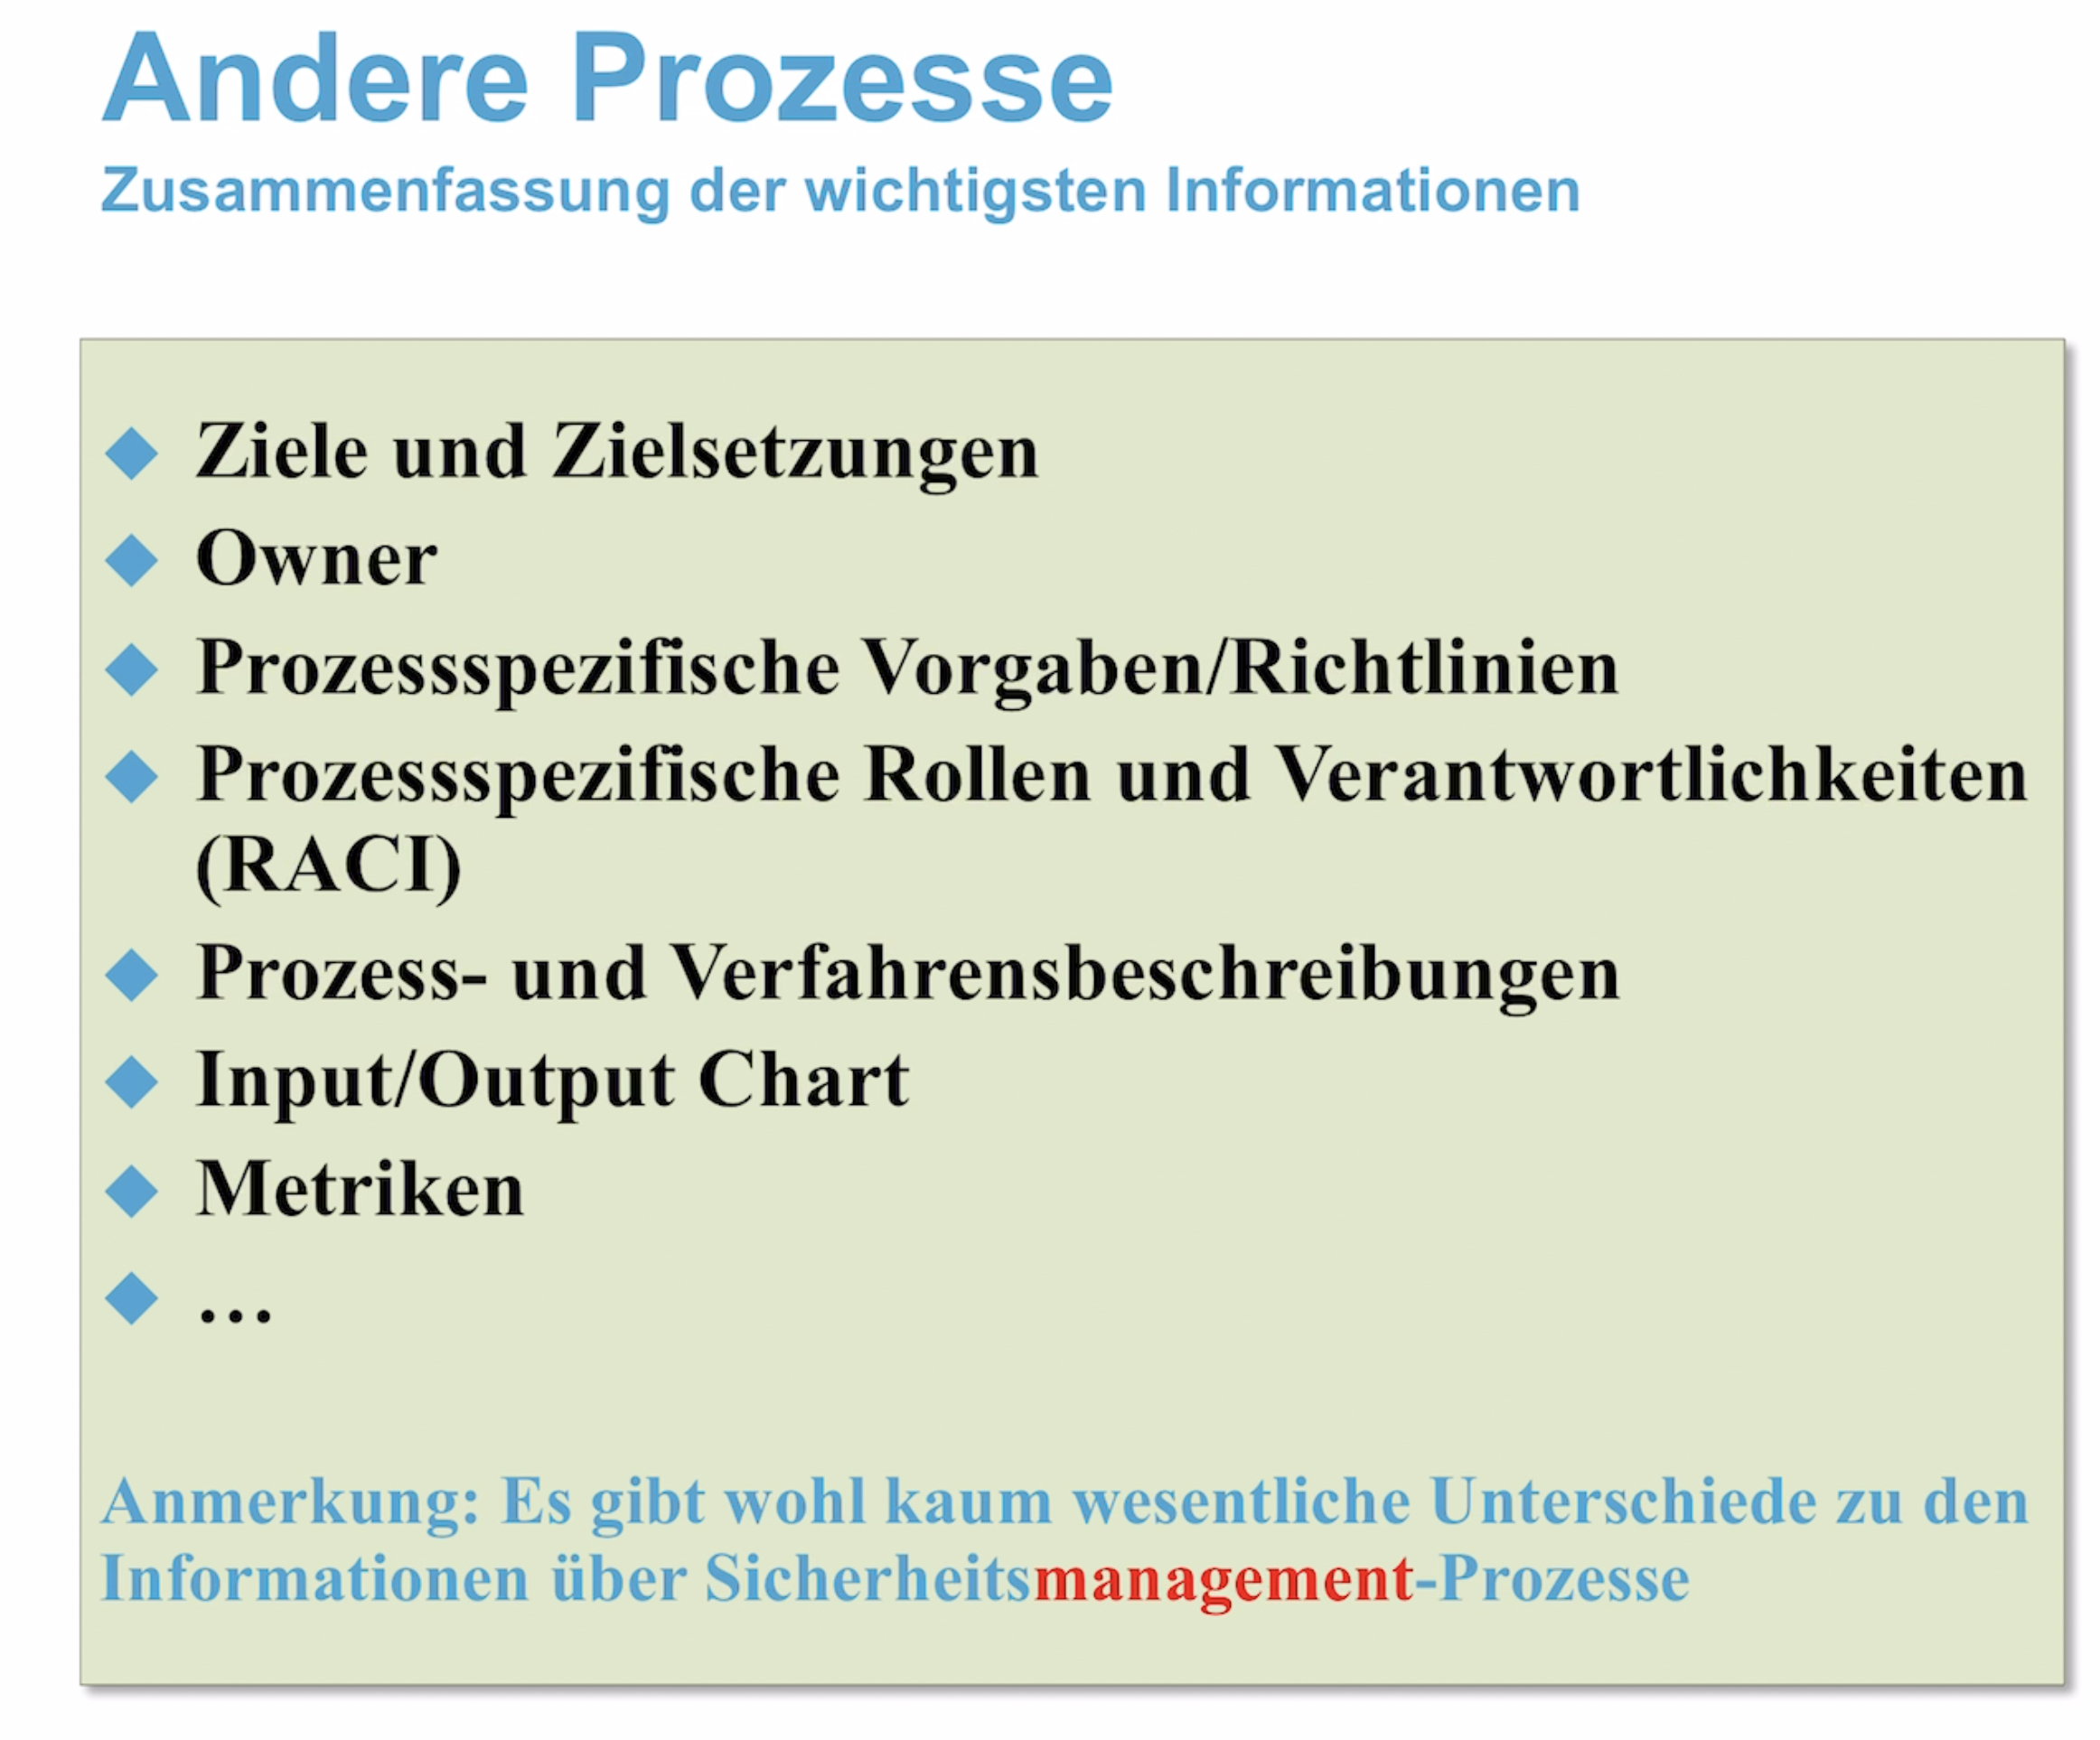 Andere Prozesse
Zusammenfassung der wichtigsten Informationen
Ziele und Zielsetzungen
Owner
Prozessspezifische Vorgaben/Richtlinien
Prozessspezifische Rollen und Verantwortlichkeiten
(RACI)
Prozess- und Verfahrensbeschreibungen
Input/Output Chart
Metriken
…
Anmerkung: Es gibt wohl kaum wesentliche Unterschiede zu den
Informationen über Sicherheitsmanagement-Prozesse